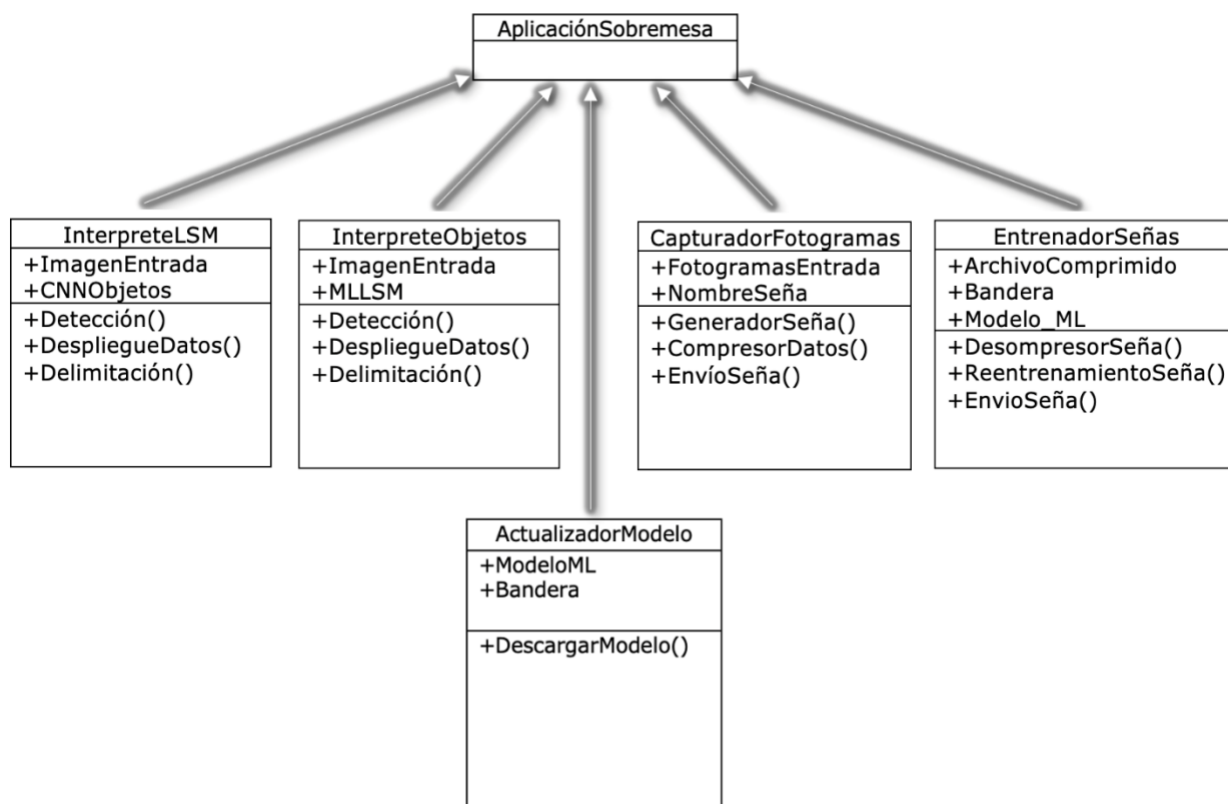 AplicaciónSobremesa
InterpreteLSM
+ImagenEntrada
+CNNObjetos
+Detección()
+DespliegueDatos()
+Delimitación()
InterpreteObjetos
+ImagenEntrada
+MLLSM
+Detección()
+DespliegueDatos()
+Delimitación()
CapturadorFotogramas
+FotogramasEntrada
+NombreSeña
+GeneradorSeña()
+CompresorDatos()
+EnvíoSeña()
EntrenadorSeñas
+ArchivoComprimido
+Bandera
+Modelo_ML
+DesompresorSeña()
+ReentrenamientoSeña()
+EnvioSeña()
ActualizadorModelo
+ModeloML
+Bandera
+DescargarModelo()